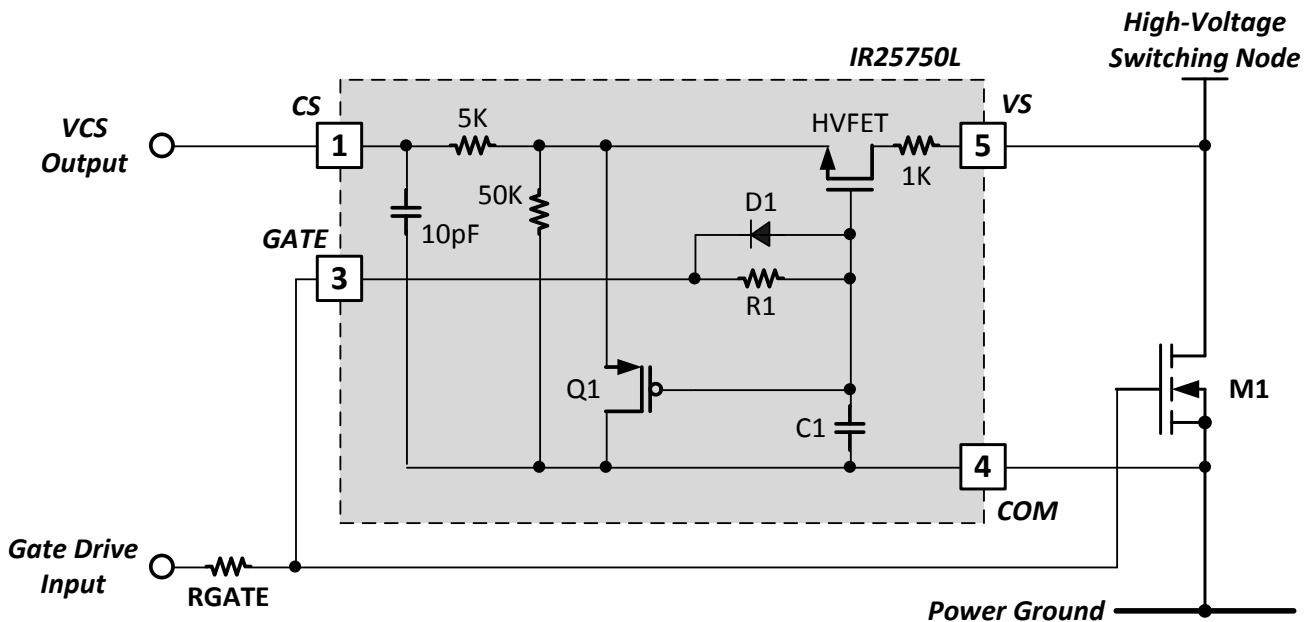 High-Voltage
Switching Node
IR25750L
CS
VS
VCS
Output
1
5K
HVFET
5
1K
50K
D1
10pF
GATE
3
R1
Q1
M1
C1
4
COM
Gate Drive
Input
RGATE
Power Ground